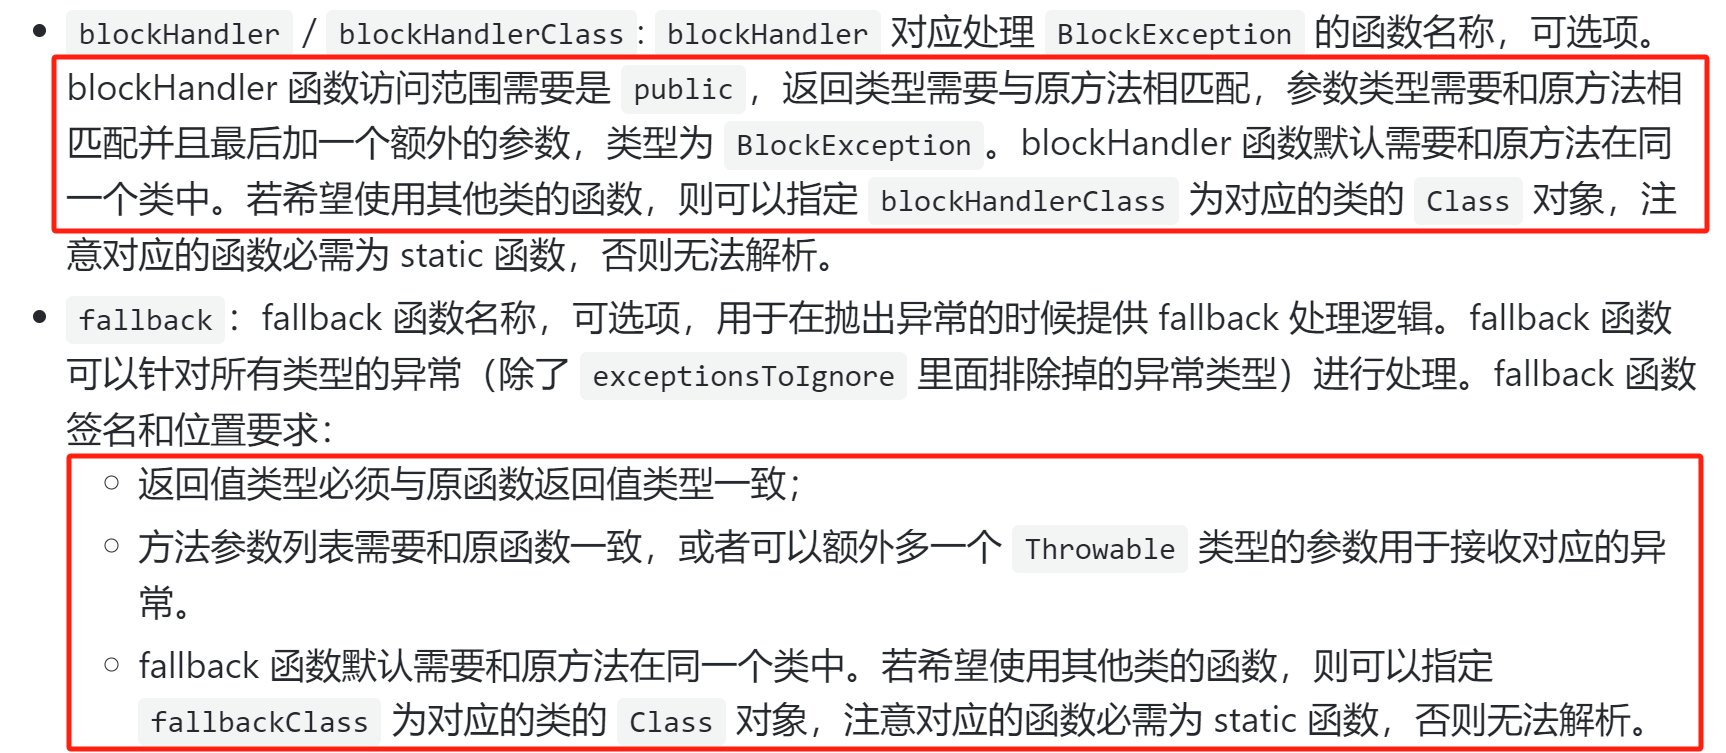 blockHandler / blockHandlerClass: blockHandler 对应处理 BlockException 的函数名称，可选项。
blockHandler 函数访问范围需要是 public，返回类型需要与原方法相匹配，参数类型需要和原方法相
匹配并且最后加一个额外的参数，类型为 BlockException。blockHandler 函数默认需要和原方法在同
一个类中。若希望使用其他类的函数，则可以指定 blockHandlerClass 为对应的类的 Class 对象，注
意对应的函数必需为 static 函数，否则无法解析。
fallback：fallback 函数名称，可选项，用于在抛出异常的时候提供 fallback 处理逻辑。fallback 函数
可以针对所有类型的异常（除了 exceptionsToIgnore 里面排除掉的异常类型）进行处理。fallback 函数
签名和位置要求：
返回值类型必须与原函数返回值类型一致；
方法参数列表需要和原函数一致，或者可以额外多一个 Throwable 类型的参数用于接收对应的异
常。
fallback 函数默认需要和原方法在同一个类中。若希望使用其他类的函数，则可以指定
fallbackClass 为对应的类的 Class 对象，注意对应的函数必需为 static 函数，否则无法解析。